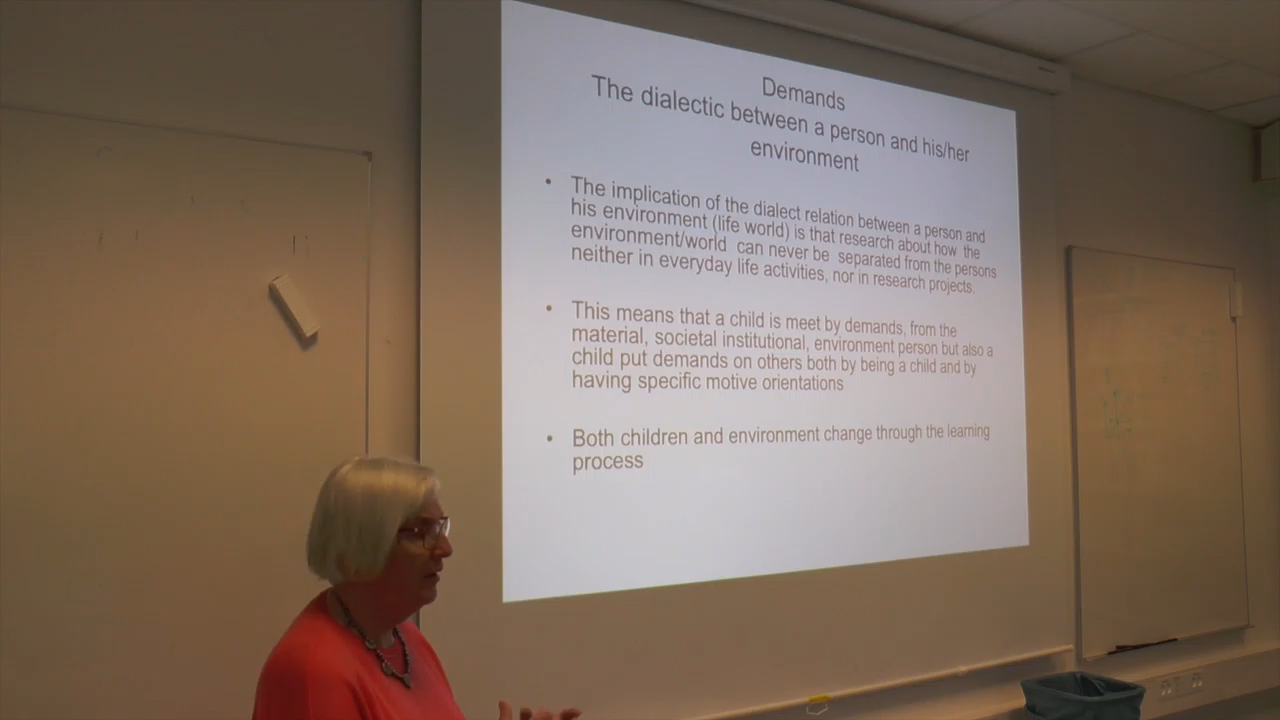 Demands
The dialectic between a person and his/her
environment
• The implication of the dialect relation between a person and
his environment (life world) is that research about how the
environment/world can never be separated from the persons
neither in everyday life activities, nor in research projects.
• This means that a child is meet by demands, from the
material, societal institutional, environment person but also a
child put demands on others both by being a child and by
having specific motive orientations
• Both children and environment change through the learning
process